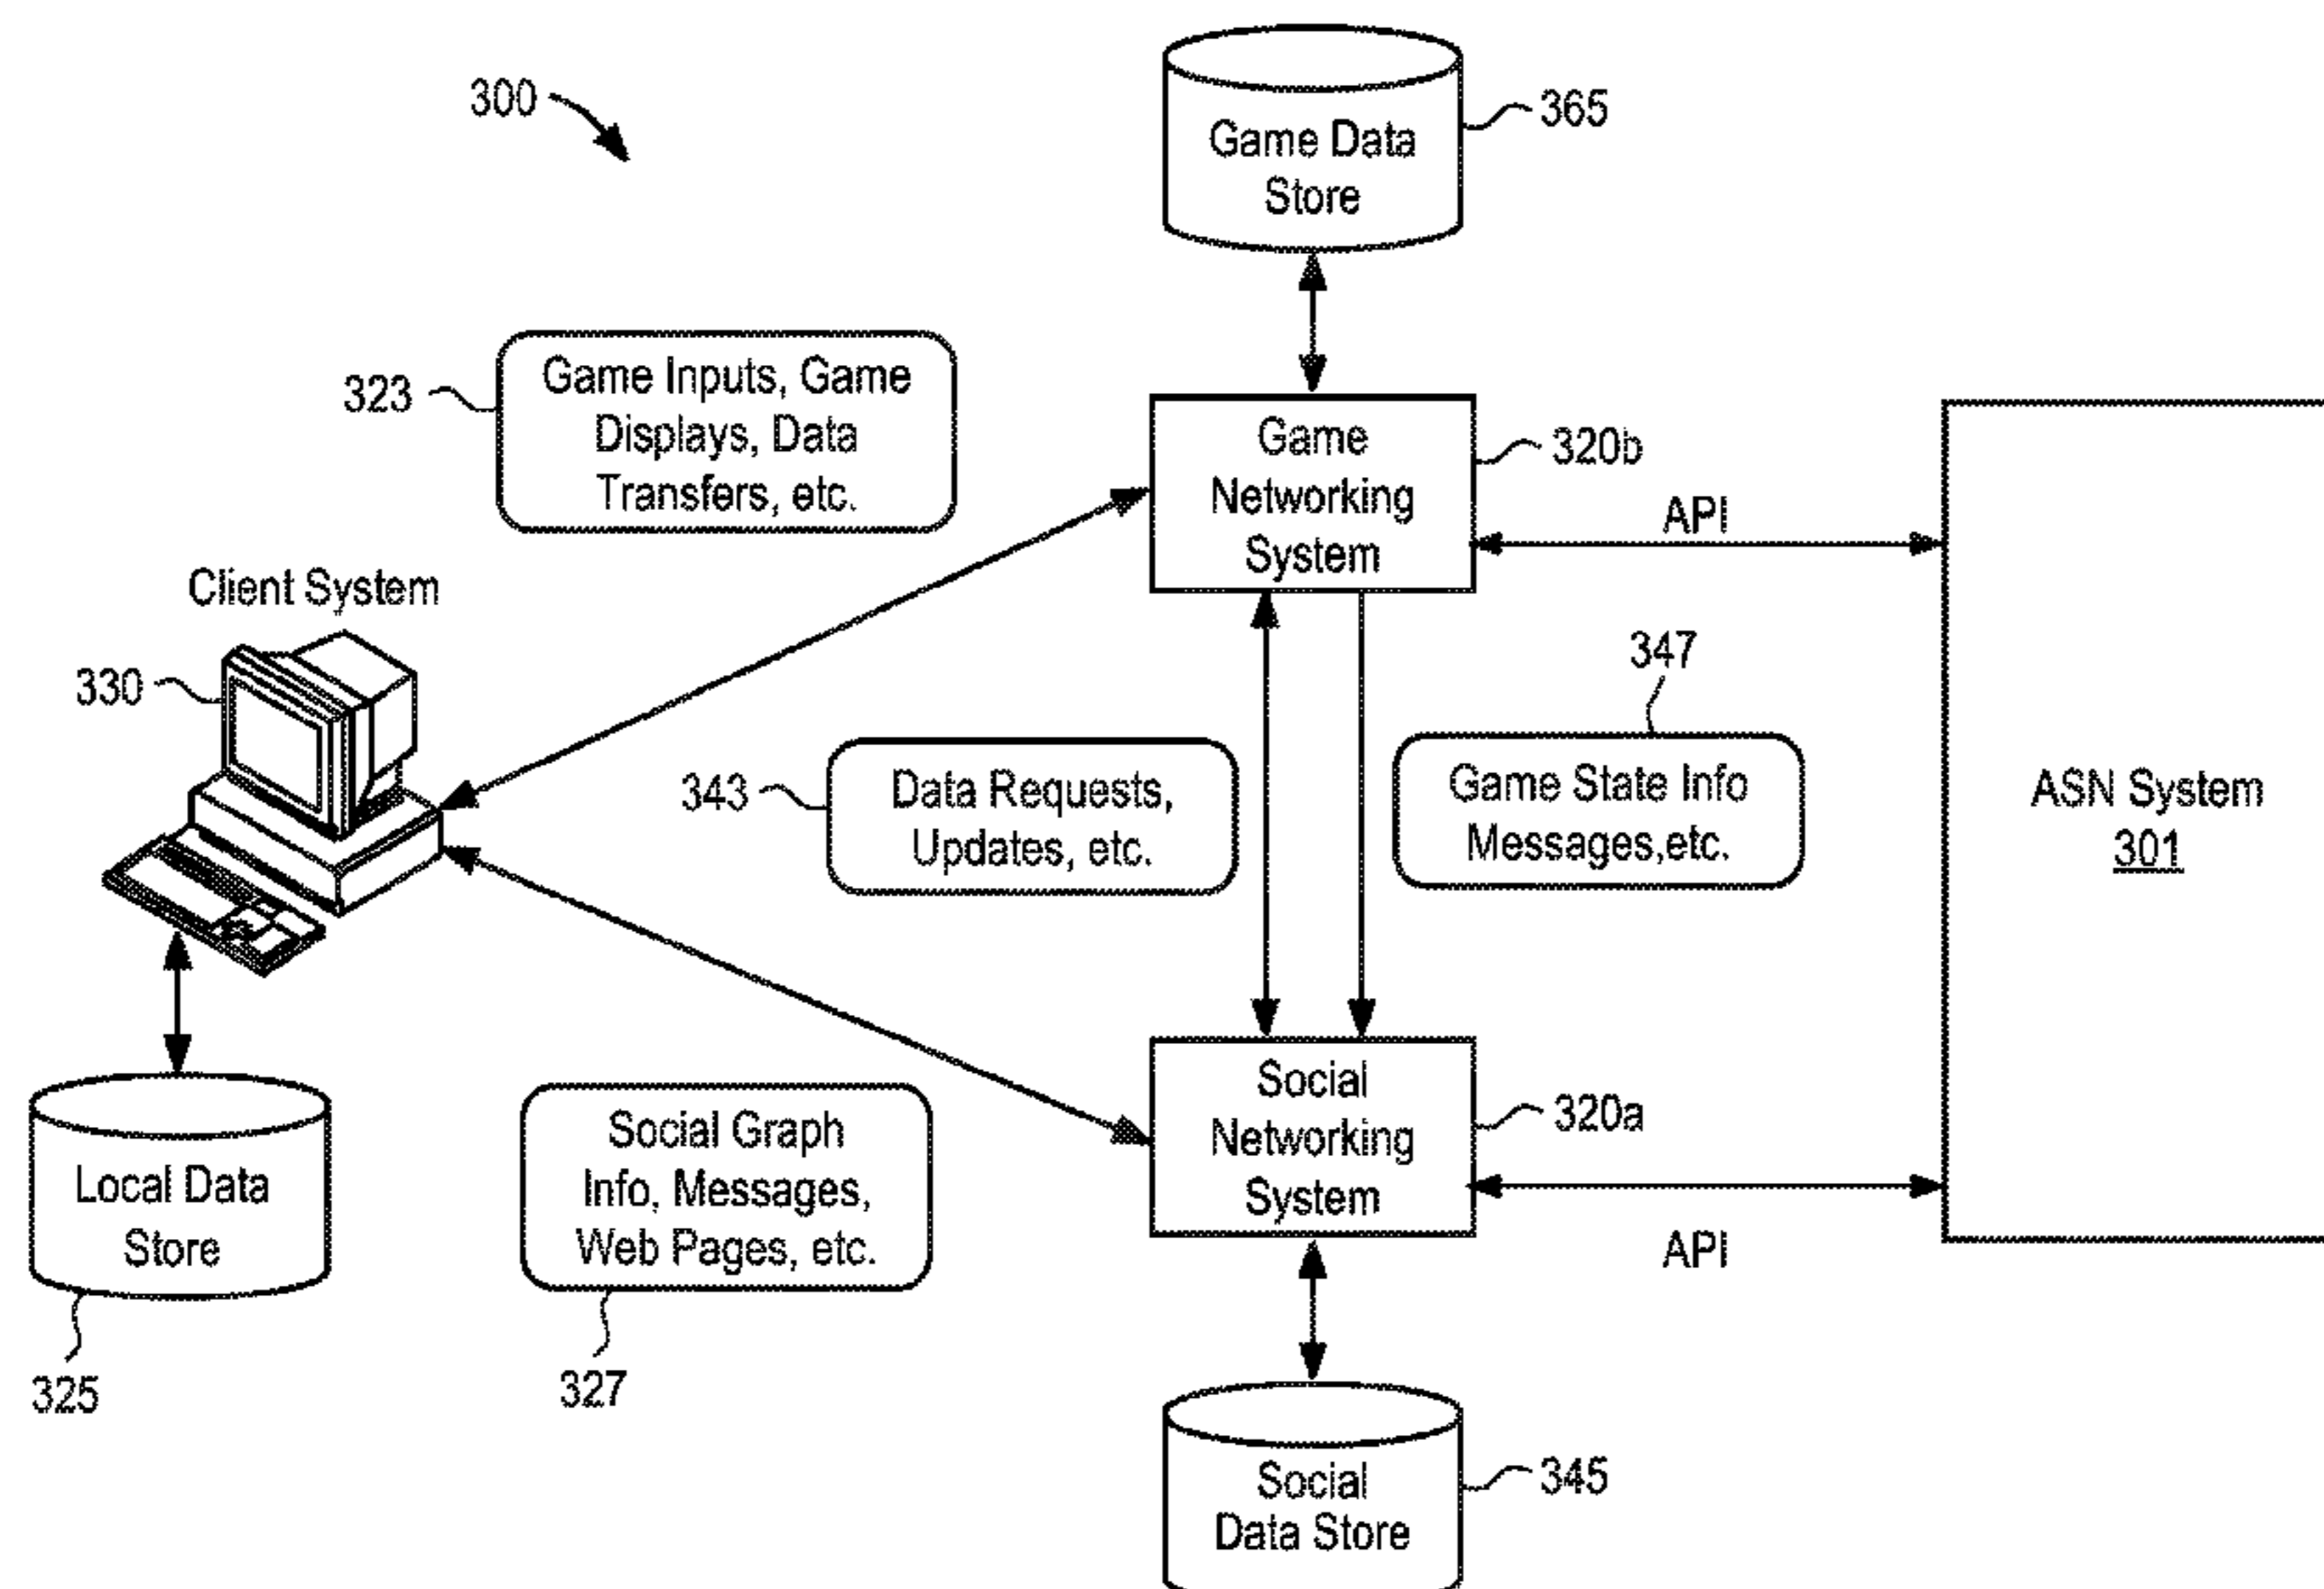 300
Game Data
Store
365
323
Game Inputs, Game
Displays, Data
Transfers, etc.
Game
Networking
System
320b
API
Client System
330
347
343
Data Requests,
Updates, etc.
Game State Info
Messages,etc.
ASN System
301
Social
Networking
System
320a
API
Local Data
Store
325
Social Graph
Info, Messages,
Web Pages, etc.
327
Social
Data Store
345